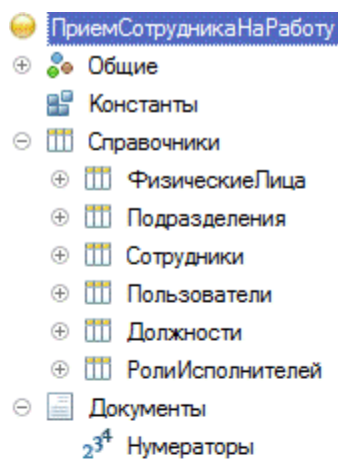 ПриемСотрудникаНаРаботу
Общие
Константы
Справочники
ФизическиеЛица
Подразделения
Сотрудники
Пользователи
Должности
РолиИсполнителей
Документы
Нумераторы